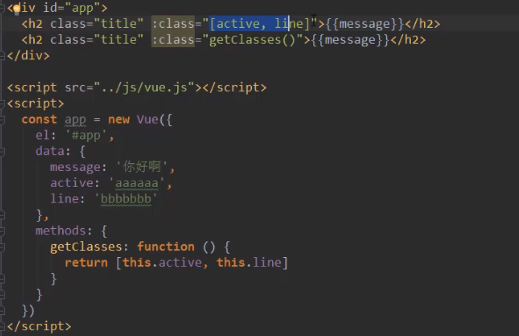 <div id="app">
<h2 class="title" :class="[active, line]">{{message}}</h2>
<h2 class="title" :class="getClasses()">{{message}}</h2>
</div>
<script src="../js/vue.js"></script>
<script>
const app = new Vue({
el: '#app',
data: {
message: '你好啊',
active: 'aaaaaa',
line: 'bbbbbbb'
},
methods: {
getClasses: function () {
return [this.active, this.line]
}
}
})
</script>